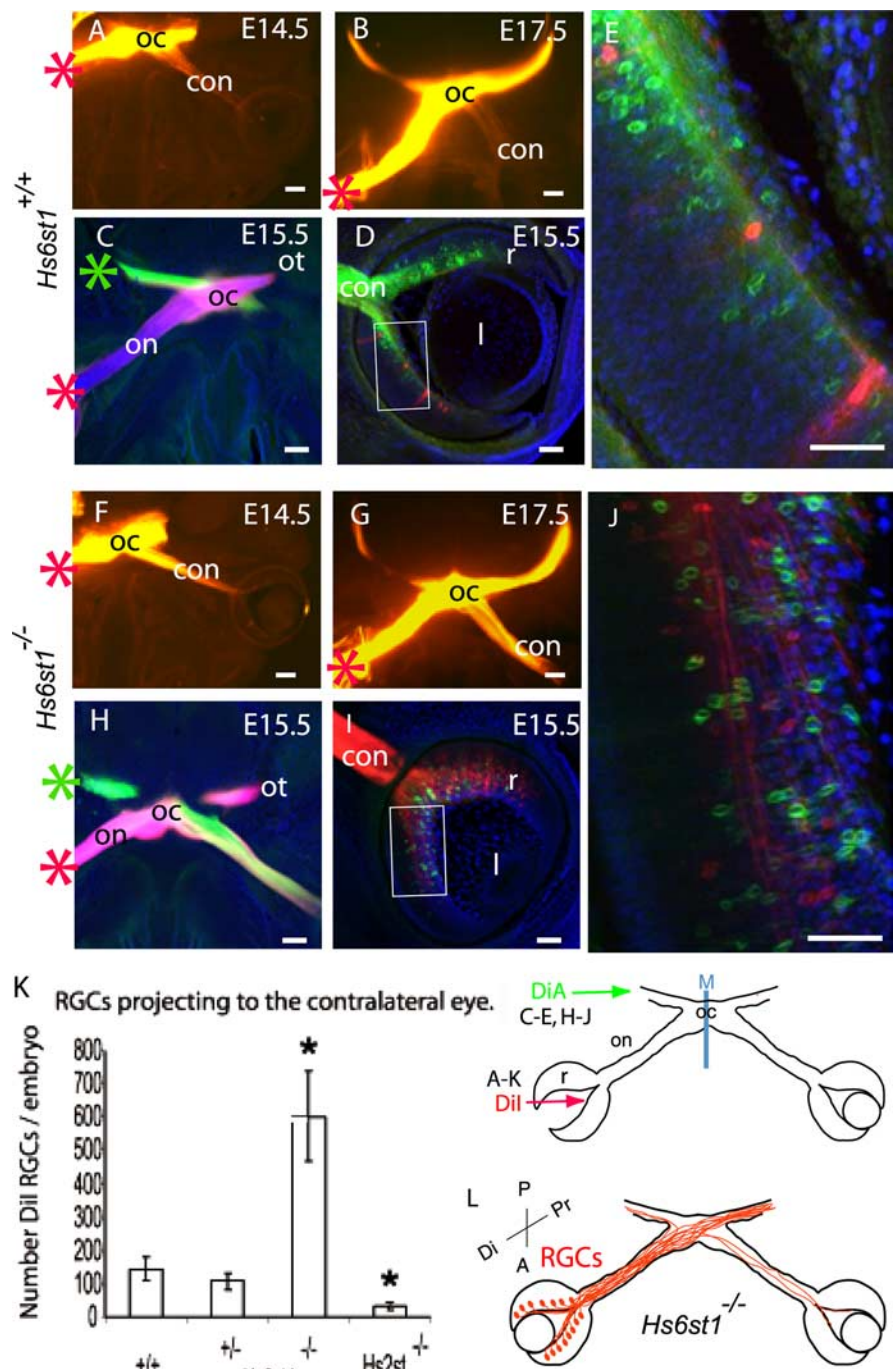 A
oc
E14.5
con
B
E17.5
oc
con
E
Hs6st1 +/+
C
E15.5
ot
oc
on
D
E15.5
r
con
l
F
E14.5
oc
con
G
E17.5
oc
con
J
Hs6st1 -/-
H
E15.5
ot
oc
on
I
E15.5
con
r
l
K
RGCs projecting to the contralateral eye.
800
700
600
500
400
300
200
100
0
Number DiI RGCs / embryo
*
*
+/+
+/-
-/-
Hs2st -/-
DiA
M
C-E, H-J
oc
on
A-K
r
DiI
L
P
Pr
Di
A
RGCs
Hs6st1 -/-